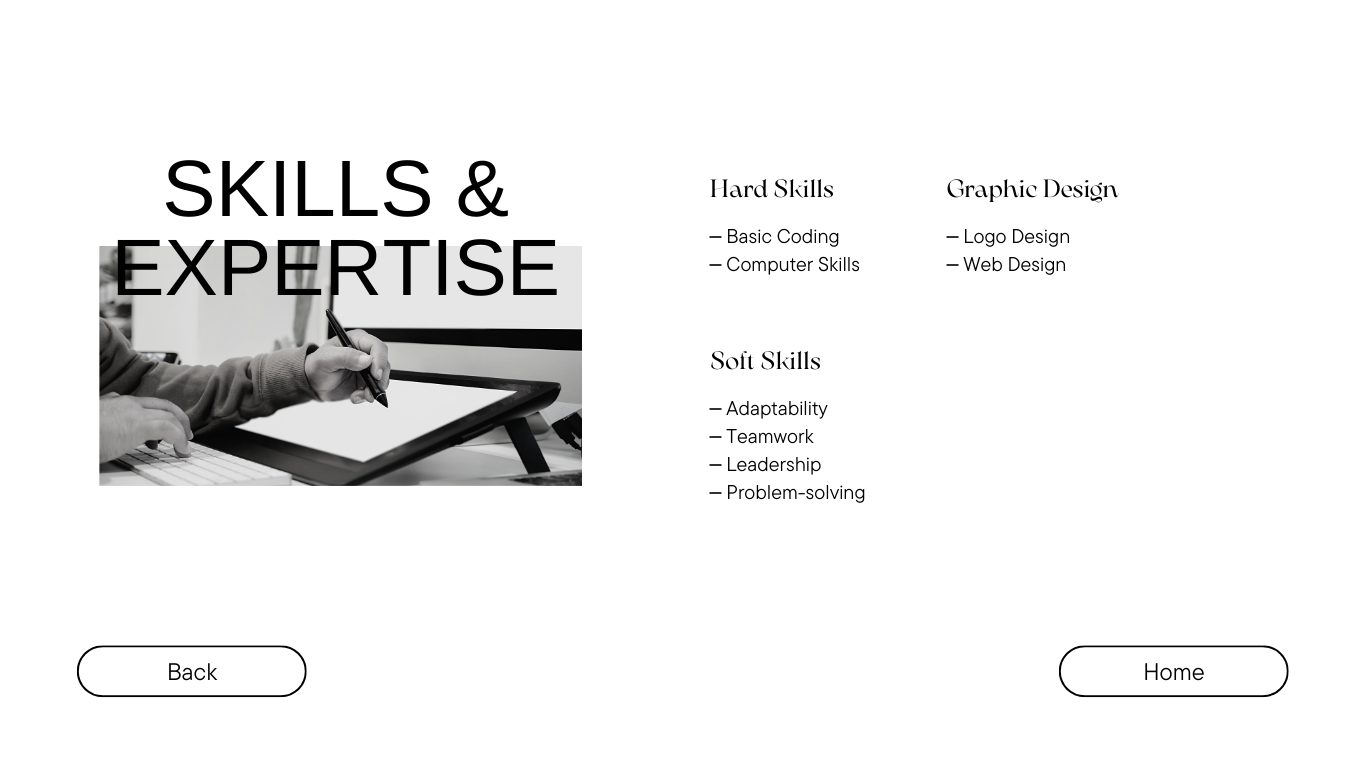 SKILLS &
EXPERTISE
Hard Skills
– Basic Coding
– Computer Skills
Graphic Design
– Logo Design
– Web Design
Soft Skills
– Adaptability
– Teamwork
– Leadership
– Problem-solving
Back
Home